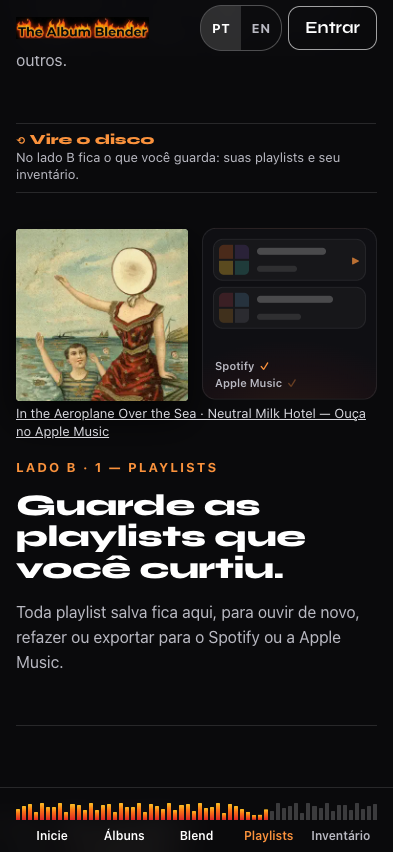 The Album Blender
PT EN
Entrar
outros.
Vire o disco
No lado B fica o que você guarda: suas playlists e seu
inventário.
Spotify ✓
Apple Music ✓
In the Aeroplane Over the Sea · Neutral Milk Hotel — Ouça
no Apple Music
LADO B · 1 — PLAYLISTS
Guarde as
playlists que
você curtiu.
Toda playlist salva fica aqui, para ouvir de novo,
refazer ou exportar para o Spotify ou a Apple
Music.
Inicie Álbuns Blend Playlists Inventário